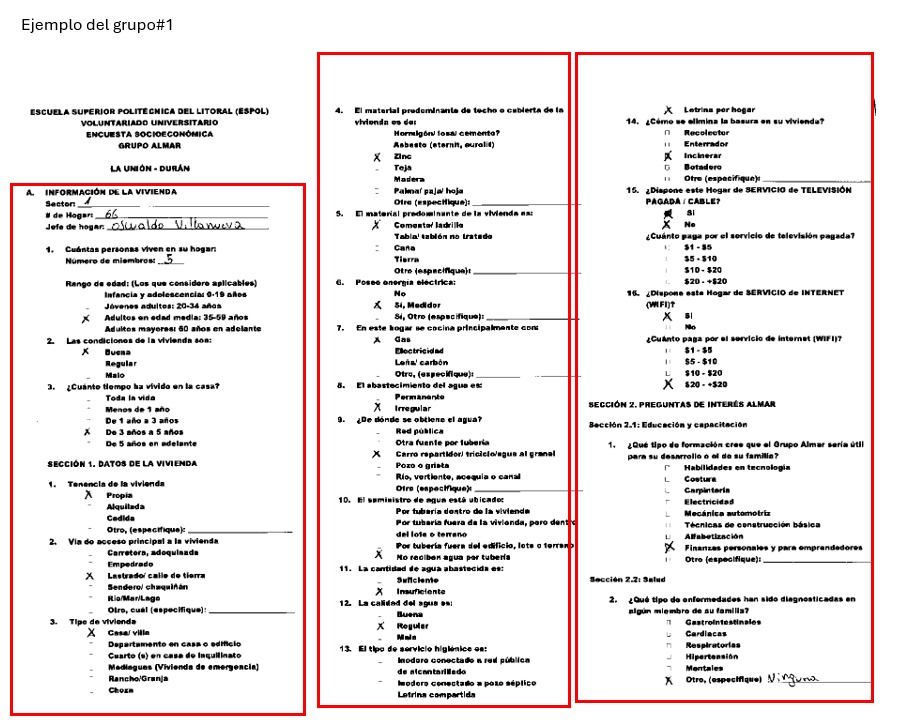 Ejemplo del grupo#1
ESCUELA SUPERIOR POLITÉCNICA DEL LITORAL (ESPOL)
VOLUNTARIADO UNIVERSITARIO
ENCUESTA SOCIOECONÓMICA
GRUPO ALMAR
LA UNIÓN - DURÁN
A. INFORMACIÓN DE LA VIVIENDA
Sector: 1
# de Hogar: 66
Jefe de hogar: Oswaldo Villanueva
1. Cuántas personas viven en su hogar:
Número de miembros: 5
Rango de edad: (Los que considere aplicables)
Infancia y adolescencia: 0-19 años
Jóvenes adultos: 20-34 años
X Adultos en edad media: 35-59 años
Adultos mayores: 60 años en adelante
2. Las condiciones de la vivienda son:
X Buena
Regular
Malo
3. ¿Cuánto tiempo ha vivido en la casa?
Toda la vida
Menos de 1 año
De 1 año a 3 años
X De 3 años a 5 años
De 5 años en adelante
SECCIÓN 1. DATOS DE LA VIVIENDA
1. Tenencia de la vivienda
X Propia
Alquilada
Cedida
Otro, (especifique):
2. Vía de acceso principal a la vivienda
Carretera, adoquinada
Empedrado
X Lastrado/ calle de tierra
Sendero/ chaquiñán
Río/Mar/Lago
Otro, cuál (especifique):
3. Tipo de vivienda
X Casa/ villa
Departamento en casa o edificio
Cuarto (s) en casa de inquilinato
Mediaguas (Vivienda de emergencia)
Rancho/Granja
Choza
4. El material predominante de techo o cubierta de la
vivienda es de:
Hormigón/ losa/ cemento?
Asbesto (eternit, eurolit)
X Zinc
Teja
Madera
Palma/ paja/ hoja
Otro (especifique):
5. El material predominante de la vivienda es:
X Cemento/ ladrillo
Tabla/ tablón no tratado
Caña
Tierra
Otro (especifique):
6. Posee energía eléctrica:
No
X Sí, Medidor
Sí, Otro (especifique):
7. En este hogar se cocina principalmente con:
X Gas
Electricidad
Leña/ carbón
Otro, (especifique):
8. El abastecimiento del agua es:
Permanente
X Irregular
9. ¿De dónde se obtiene el agua?
Red pública
Otra fuente por tubería
X Carro repartidor/ triciclo/agua al granel
Pozo o grieta
Río, vertiente, acequia o canal
Otro (especifique):
10. El suministro de agua está ubicado:
Por tubería dentro de la vivienda
Por tubería fuera de la vivienda, pero dentro
del lote o terreno
Por tubería fuera del edificio, lote o terreno
X No reciben agua por tubería
11. La cantidad de agua abastecida es:
Suficiente
X Insuficiente
12. La calidad del agua es:
Buena
X Regular
Mala
13. El tipo de servicio higiénico es:
Inodoro conectado a red pública
de alcantarillado
Inodoro conectado a pozo séptico
Letrina compartida
X Letrina por hogar
14. ¿Cómo se elimina la basura en su vivienda?
Recolector
Enterrador
X Incinerar
Botadero
Otro (especifique):
15. ¿Dispone este Hogar de SERVICIO de TELEVISIÓN
PAGADA / CABLE?
Si
X No
¿Cuánto paga por el servicio de televisión pagada?
$1 - $5
$5 - $10
$10 - $20
$20 - +$20
16. ¿Dispone este Hogar de SERVICIO de INTERNET
(WIFI)?
X Si
No
¿Cuánto paga por el servicio de internet (WIFI)?
$1 - $5
$5 - $10
$10 - $20
X $20 - +$20
SECCIÓN 2. PREGUNTAS DE INTERÉS ALMAR
Sección 2.1: Educación y capacitación
1. ¿Qué tipo de formación cree que el Grupo Almar sería útil
para su desarrollo o el de su familia?
Habilidades en tecnología
Costura
Carpintería
Electricidad
Mecánica automotriz
Técnicas de construcción básica
Alfabetización
X Finanzas personales y para emprendedores
Otro (especifique):
Sección 2.2: Salud
2. ¿Qué tipo de enfermedades han sido diagnosticadas en
algún miembro de su familia?
Gastrointestinales
Cardiacas
Respiratorias
Hipertensión
Mentales
X Otro, (especifique) Ninguna